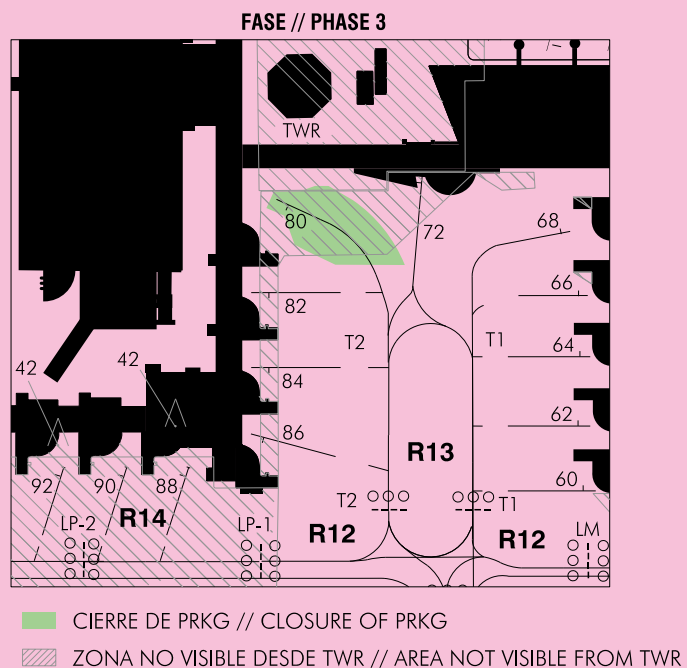 FASE // PHASE 3
TWR
80
72
68
82
66
T2
T1
64
42
42
84
62
86
R13
92
90
88
60
T2
T1
R14
LP-2
LP-1
R12
R12
LM
CIERRE DE PRKG // CLOSURE OF PRKG
ZONA NO VISIBLE DESDE TWR // AREA NOT VISIBLE FROM TWR